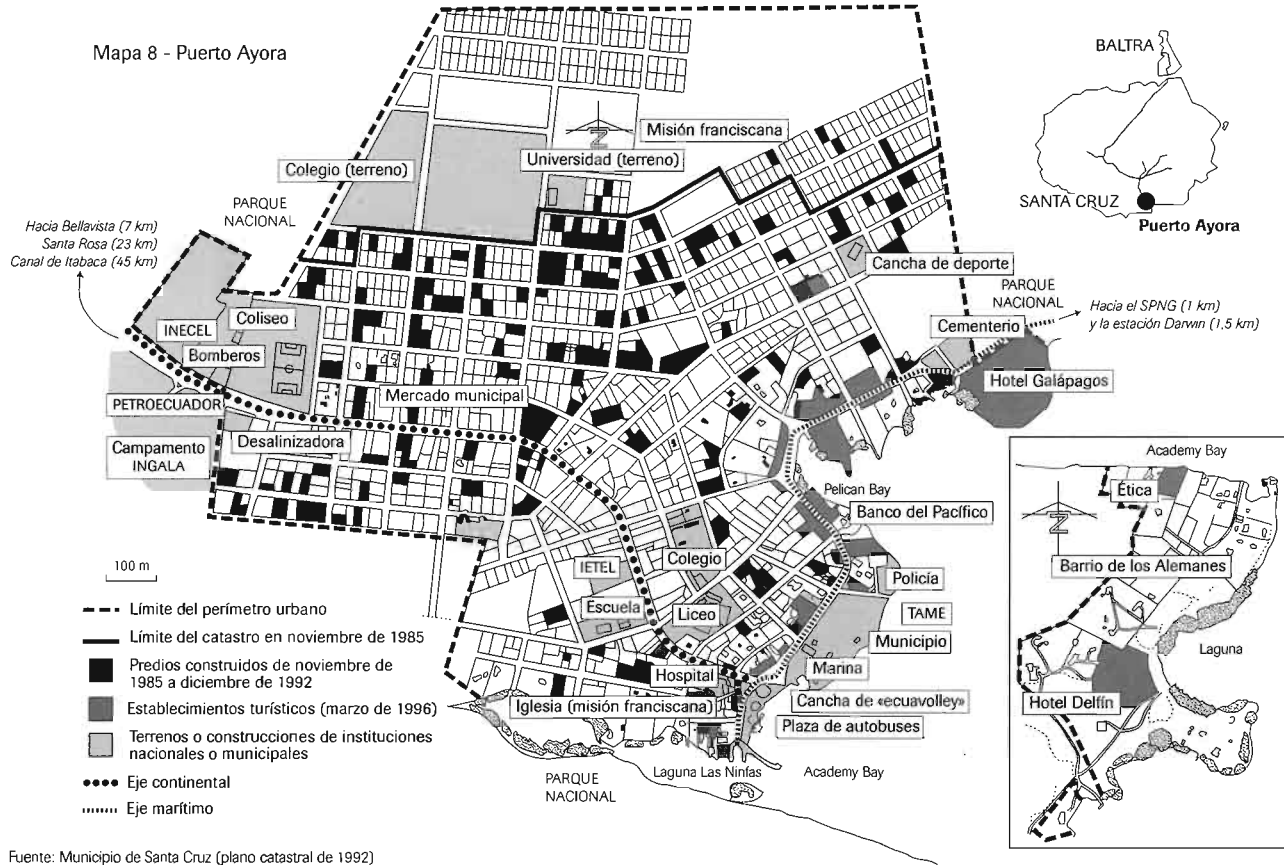 Mapa 8 - Puerto Ayora
BALTRA
SANTA CRUZ
Puerto Ayora
Misión franciscana
Universidad (terreno)
Colegio (terreno)
PARQUE
NACIONAL
Hacia Bellavista (7 km)
Santa Rosa (23 km)
Canal de Itabaca (45 km)
Cancha de deporte
PARQUE
NACIONAL
Hacia el SPNG (1 km)
y la estación Darwin (1,5 km)
Cementerio
Hotel Galápagos
INECEL
Coliseo
Bomberos
PETROECUADOR
Mercado municipal
Campamento
INGALA
Desalinizadora
Pelican Bay
Banco del Pacífico
IETEL
Colegio
Policía
Escuela
Liceo
TAME
Municipio
Hospital
Marina
Iglesia (misión franciscana)
Cancha de «ecuavolley»
Plaza de autobuses
PARQUE
NACIONAL
Laguna Las Ninfas
Academy Bay
Academy Bay
Ética
N
Barrio de los Alemanes
Laguna
Hotel Delfín
N
100 m
Límite del perímetro urbano
Límite del catastro en noviembre de 1985
Predios construidos de noviembre de
1985 a diciembre de 1992
Establecimientos turísticos (marzo de 1996)
Terrenos o construcciones de instituciones
nacionales o municipales
Eje continental
Eje marítimo
Fuente: Municipio de Santa Cruz (plano catastral de 1992)